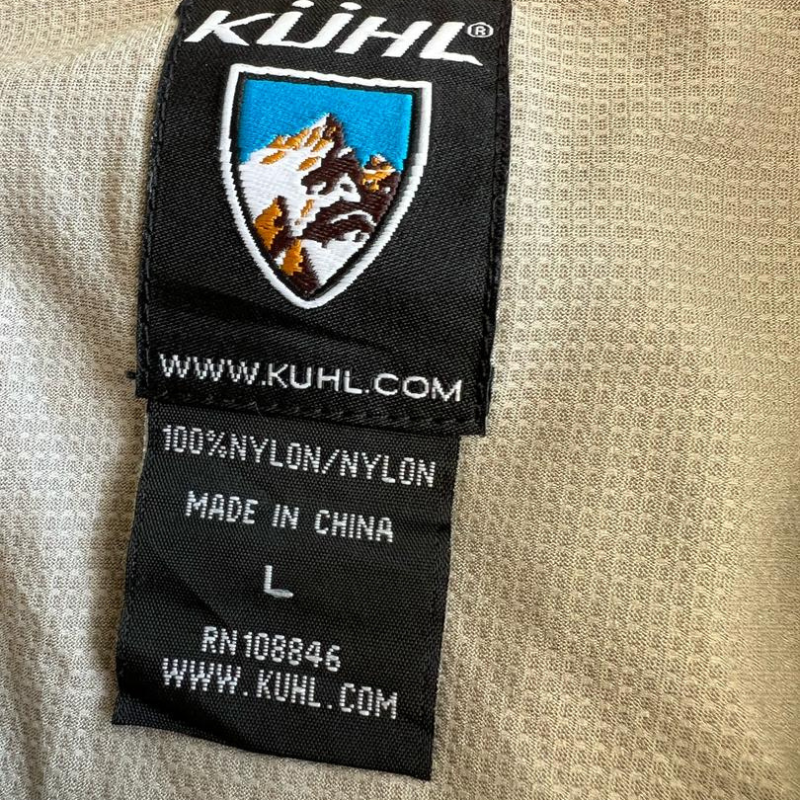 KÜHL®
WWW.KUHL.COM
100%NYLON/NYLON
MADE IN CHINA
L
RN108846
WWW.KUHL.COM